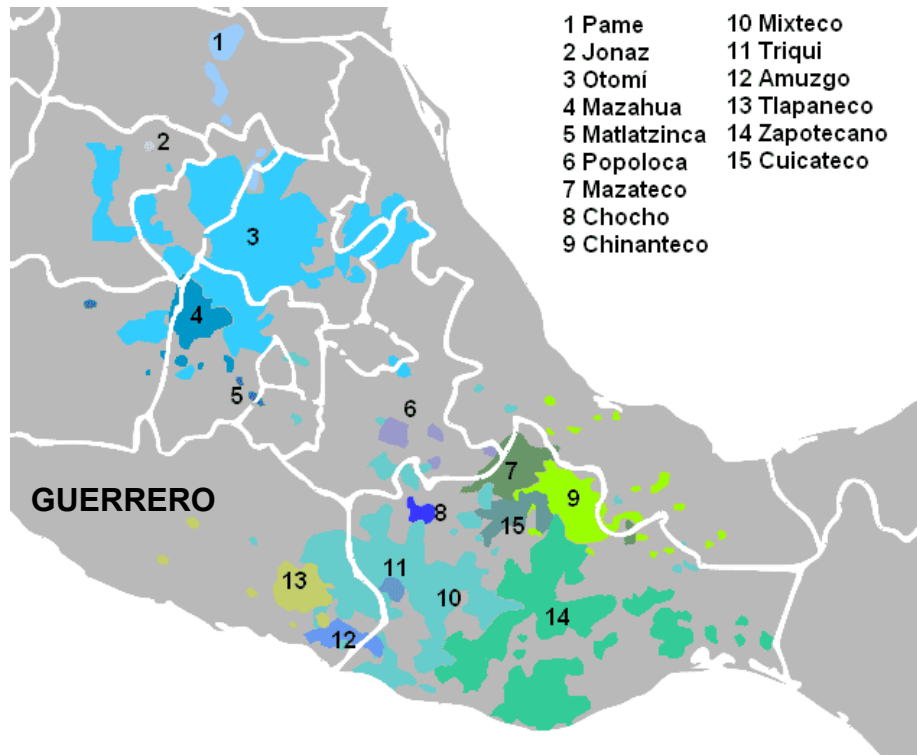 1 Pame
2 Jonaz
3 Otomí
4 Mazahua
5 Matlatzinca
6 Popoloca
7 Mazateco
8 Chocho
9 Chinanteco
10 Mixteco
11 Triqui
12 Amuzgo
13 Tlapaneco
14 Zapotecano
15 Cuicateco
1
2
3
4
5
6
7
9
GUERRERO
8
15
11
13
10
14
12